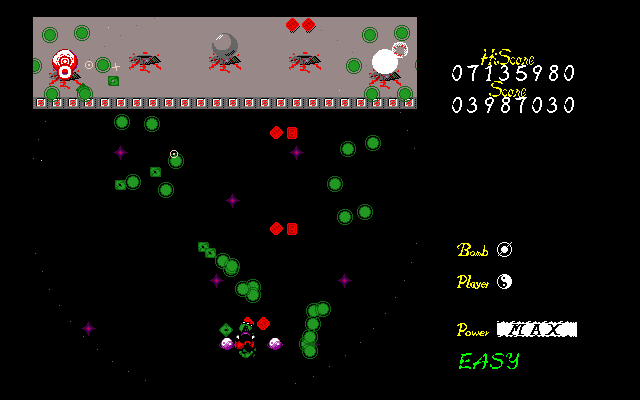 HiScore
07135980
Score
03987030
Bomb
Player
Power MAX
EASY